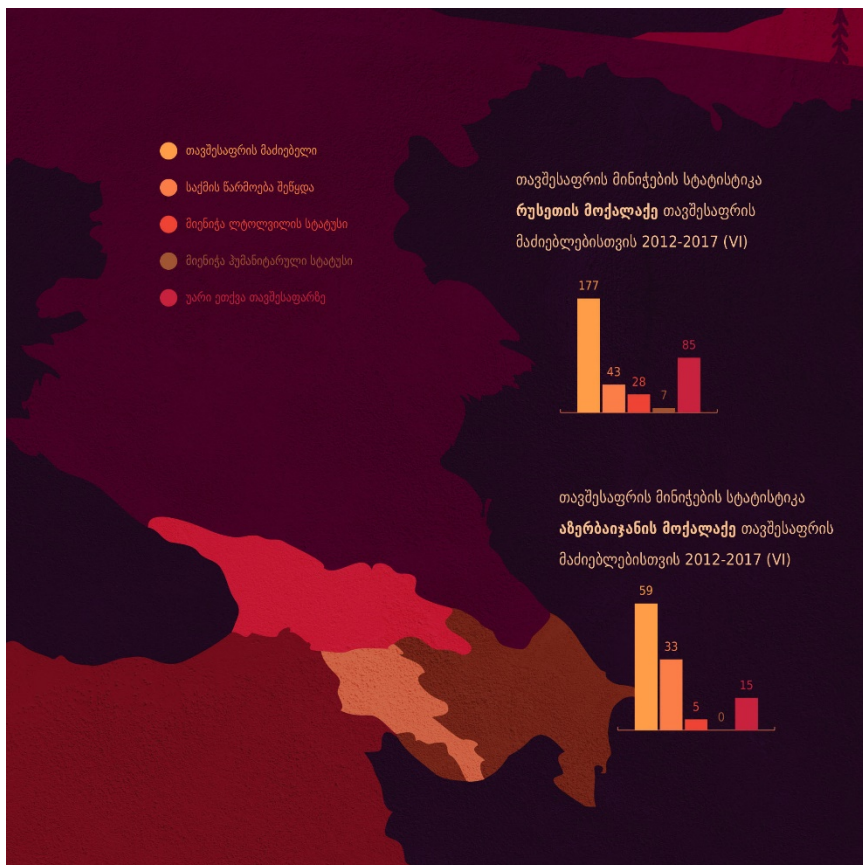 თავშესაფრის მაძიებელი
საქმის წარმოება შეწყდა
მიენიჭა ლტოლვილის სტატუსი
მიენიჭა ჰუმანიტარული სტატუსი
უარი ეთქვა თავშესაფარზე
თავშესაფრის მინიჭების სტატისტიკა
რუსეთის მოქალაქე თავშესაფრის
მაძიებლებისთვის 2012-2017 (VI)
177
43
28
7
85
თავშესაფრის მინიჭების სტატისტიკა
აზერბაიჯანის მოქალაქე თავშესაფრის
მაძიებლებისთვის 2012-2017 (VI)
59
33
5
0
15